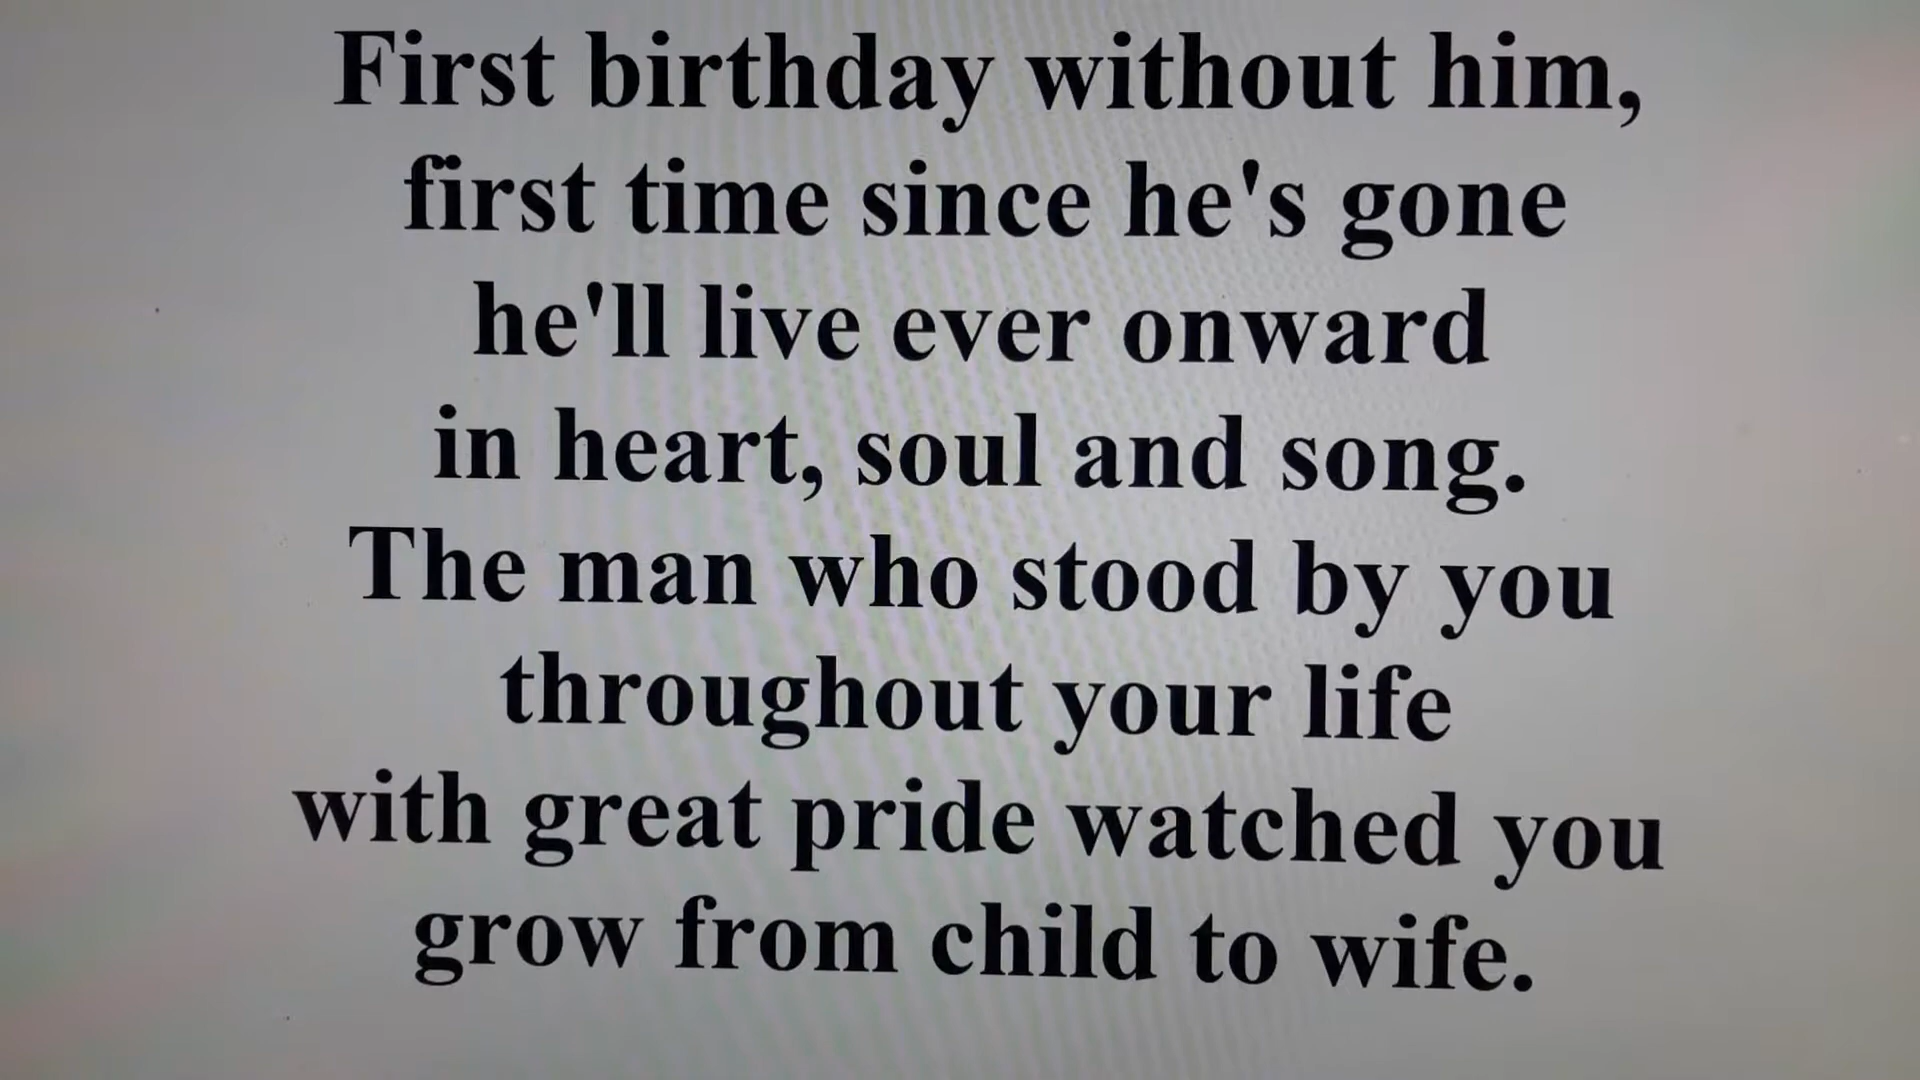 First birthday without him,
first time since he's gone
he'll live ever onward
in heart, soul and song.
The man who stood by you
throughout your life
with great pride watched you
grow from child to wife.